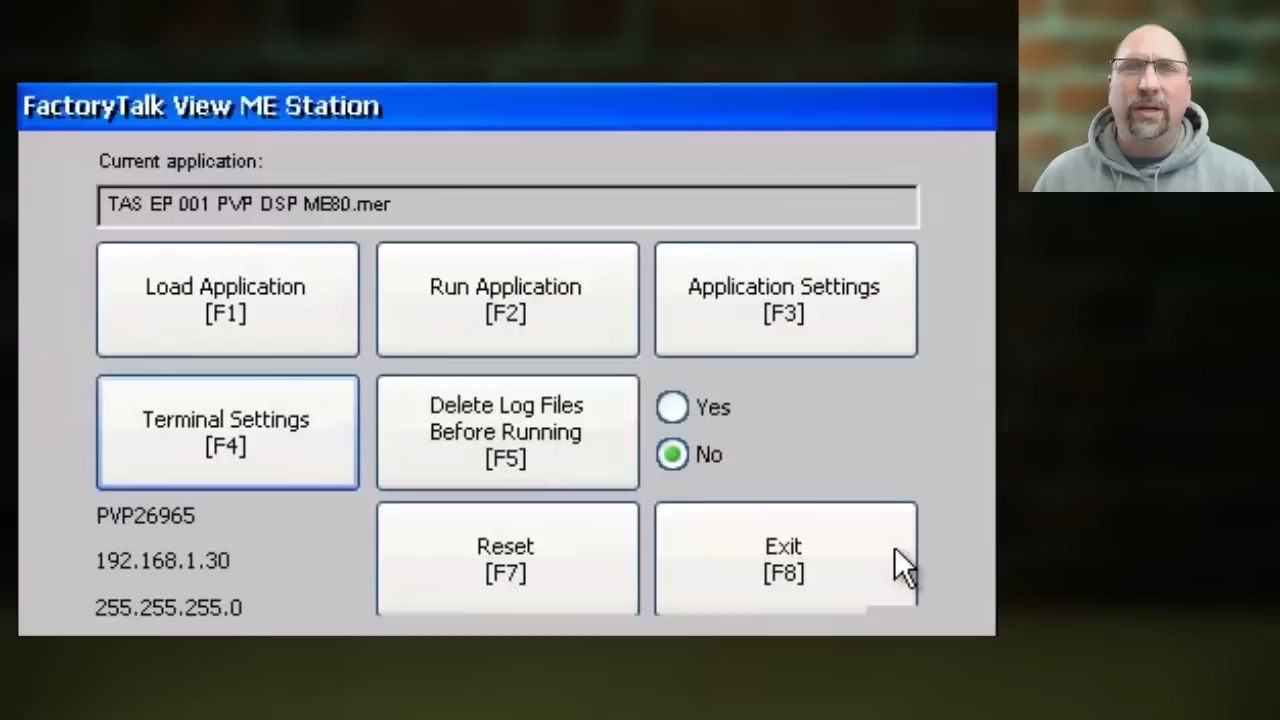 FactoryTalk View ME Station
Current application:
TAS EP 001 PVP DSP ME80.mer
Load Application
[F1]
Run Application
[F2]
Application Settings
[F3]
Terminal Settings
[F4]
Delete Log Files
Before Running
[F5]
Yes
No
PVP26965
192.168.1.30
255.255.255.0
Reset
[F7]
Exit
[F8]